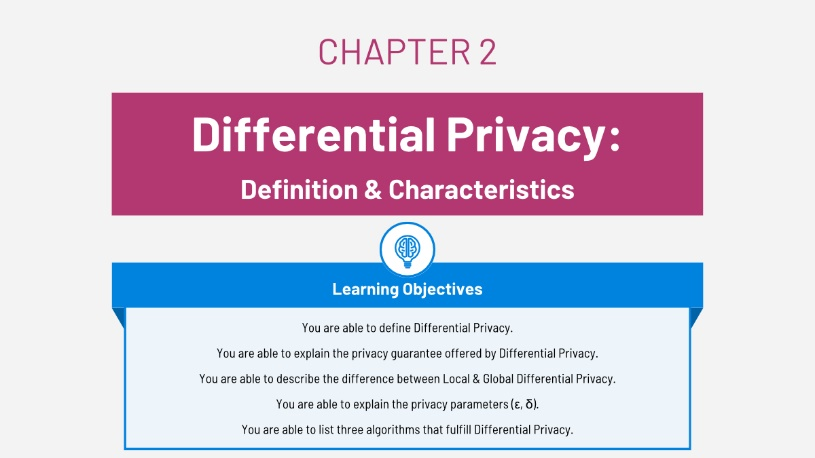 CHAPTER 2
Differential Privacy:
Definition & Characteristics
Learning Objectives
You are able to define Differential Privacy.
You are able to explain the privacy guarantee offered by Differential Privacy.
You are able to describe the difference between Local & Global Differential Privacy.
You are able to explain the privacy parameters (ε, δ).
You are able to list three algorithms that fulfill Differential Privacy.